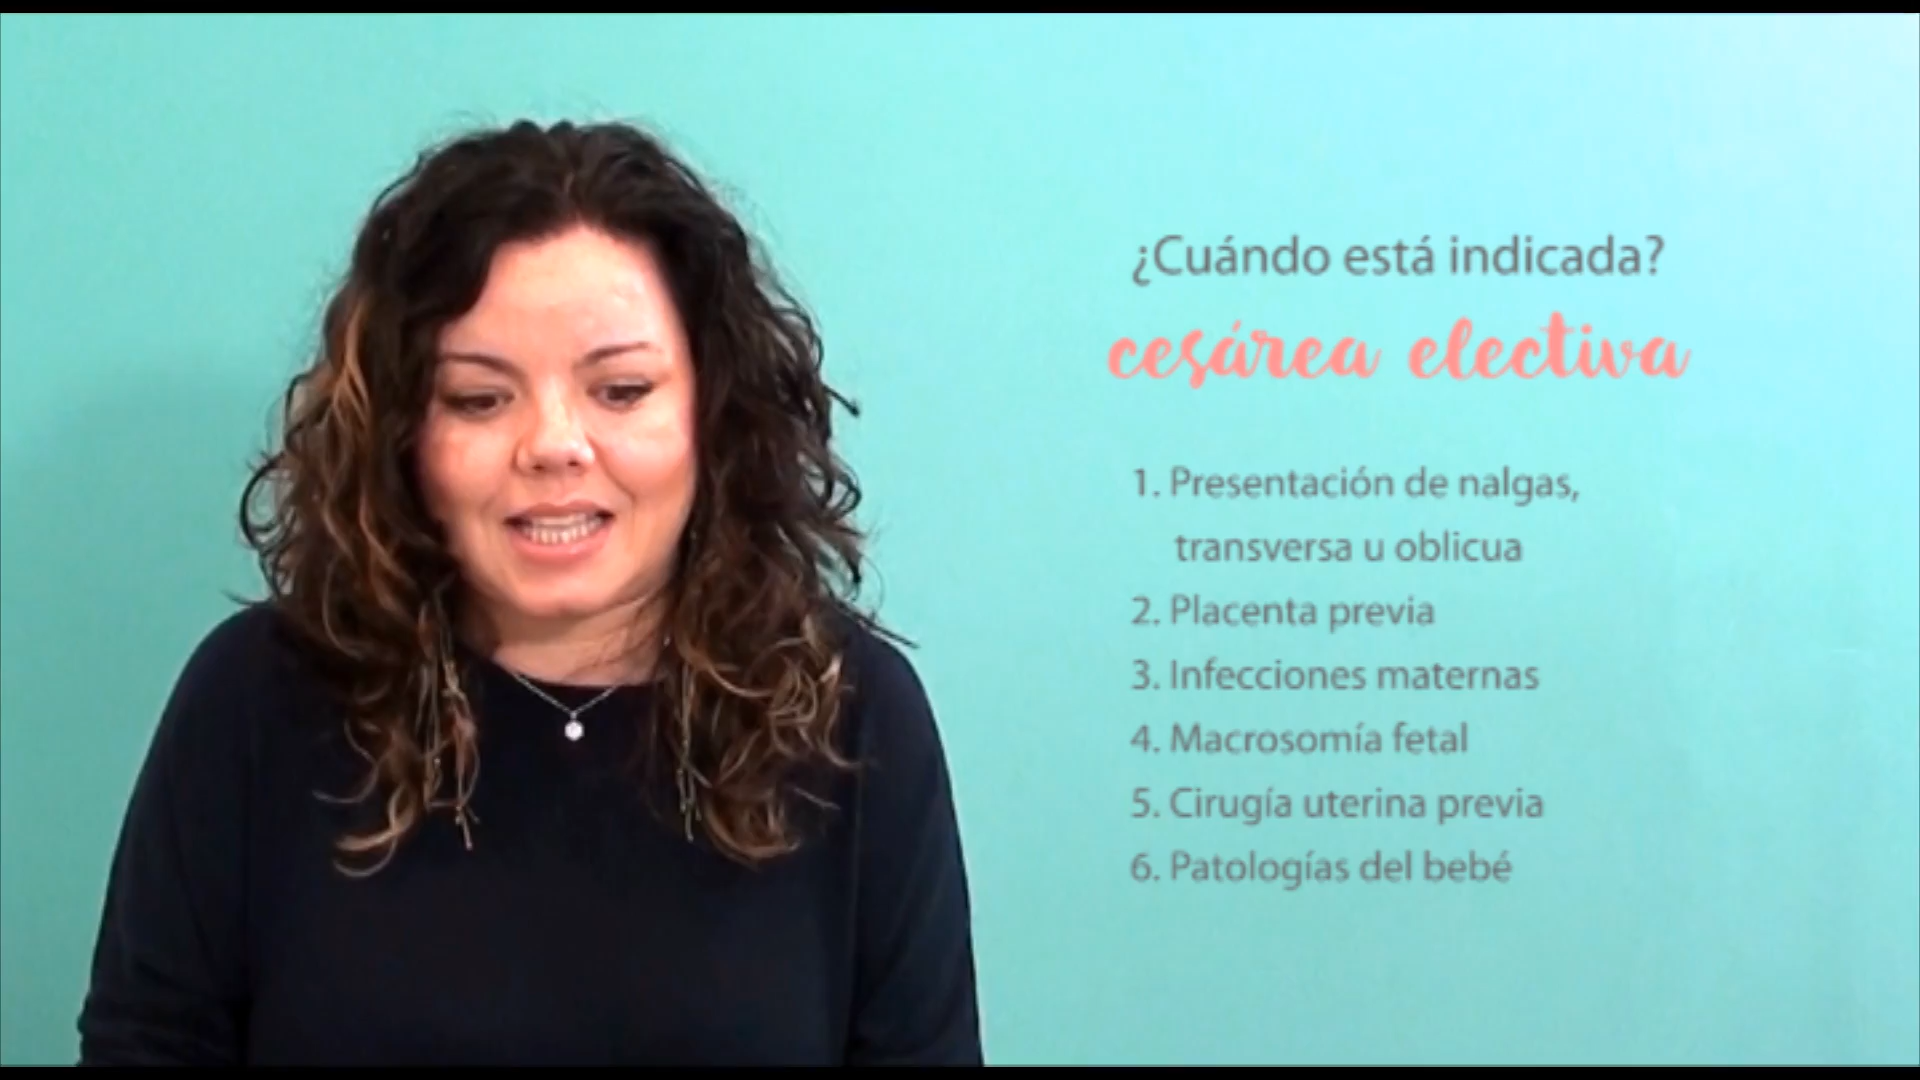 ¿Cuándo está indicada?
cesárea electiva
1. Presentación de nalgas,
transversa u oblicua
2. Placenta previa
3. Infecciones maternas
4. Macrosomía fetal
5. Cirugía uterina previa
6. Patologías del bebé